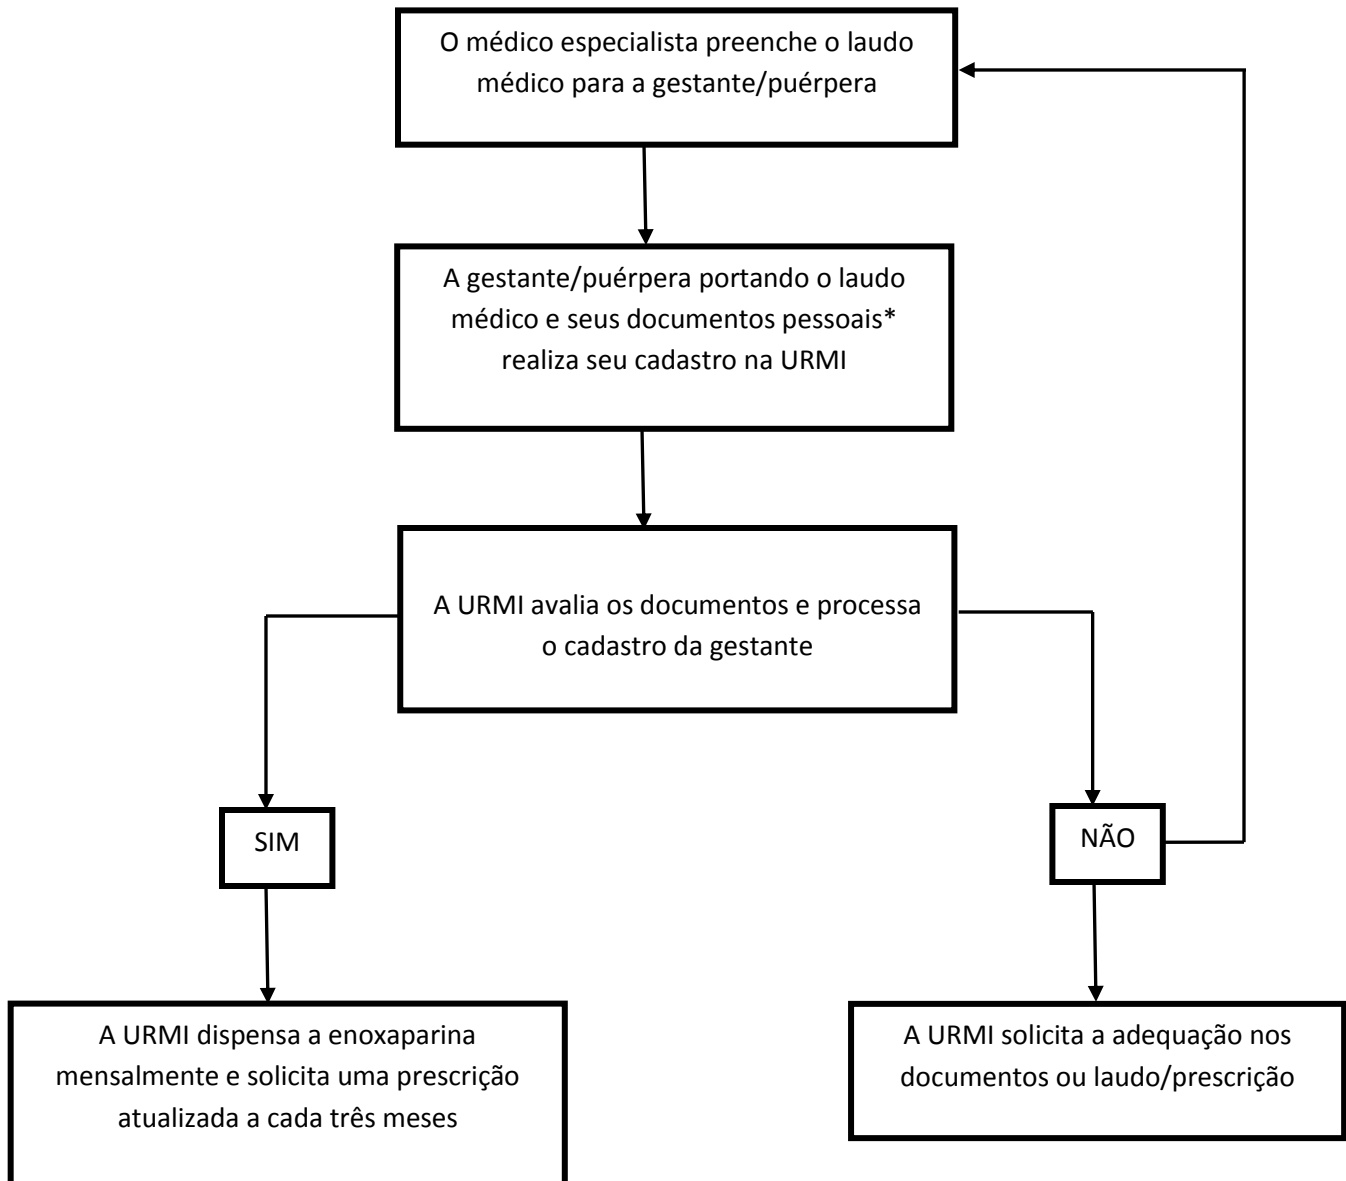 O médico especialista preenche o laudo
médico para a gestante/puérpera
A gestante/puérpera portando o laudo
médico e seus documentos pessoais*
realiza seu cadastro na URMI
A URMI avalia os documentos e processa
o cadastro da gestante
SIM
NÃO
A URMI dispensa a enoxaparina
mensalmente e solicita uma prescrição
atualizada a cada três meses
A URMI solicita a adequação nos
documentos ou laudo/prescrição